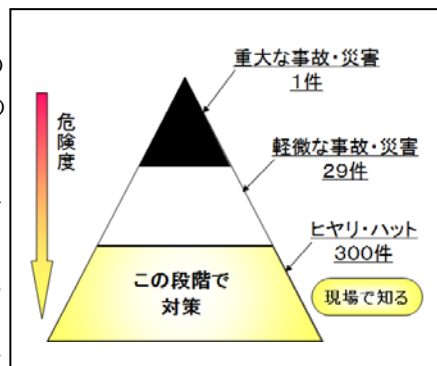 重大な事故・災害
1件
危険度
軽微な事故・災害
29件
ヒヤリ・ハット
300件
この段階で
対策
現場で知る